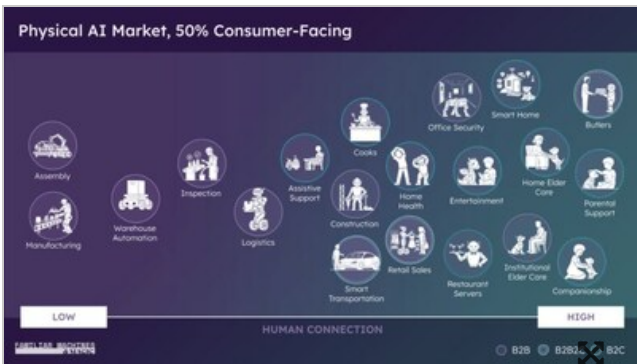 Physical AI Market, 50% Consumer-Facing
Assembly
Manufacturing
Warehouse
Automation
Inspection
Logistics
Assistive
Support
Cooks
Construction
Smart
Transportation
Home
Health
Retail Sales
Office Security
Entertainment
Restaurant
Servers
Smart Home
Home Elder
Care
Institutional
Elder Care
Butlers
Parental
Support
Companionship
LOW
HIGH
HUMAN CONNECTION
FAMILIAR MACHINES
B2B
B2C